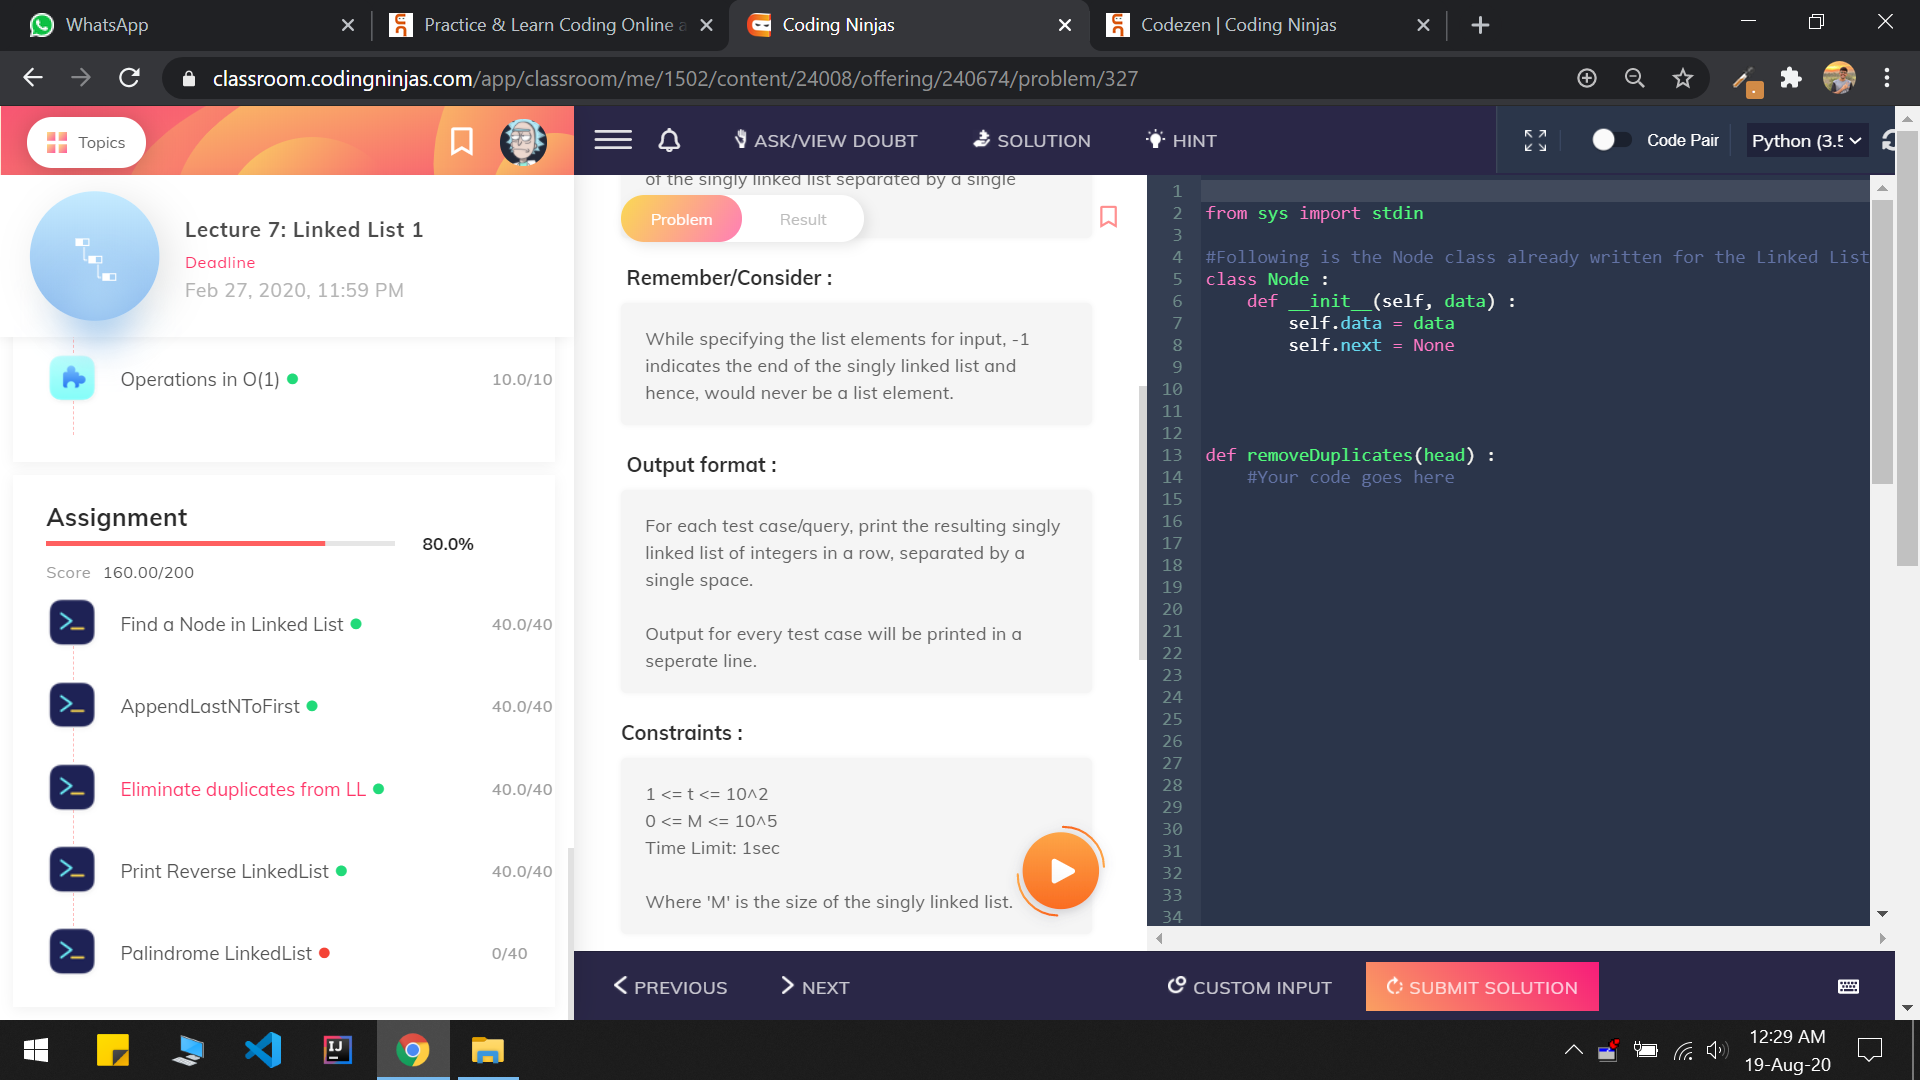 WhatsApp
Practice & Learn Coding Online a
Coding Ninjas
Codezen | Coding Ninjas
classroom.codingninjas.com/app/classroom/me/1502/content/24008/offering/240674/problem/327
Topics
ASK/VIEW DOUBT
SOLUTION
HINT
Code Pair
Python (3.5
Lecture 7: Linked List 1
Deadline
Feb 27, 2020, 11:59 PM
Operations in O(1)
10.0/10
Assignment
80.0%
Score 160.00/200
Find a Node in Linked List
40.0/40
AppendLastNToFirst
40.0/40
Eliminate duplicates from LL
40.0/40
Print Reverse LinkedList
40.0/40
Palindrome LinkedList
0/40
of the singly linked list separated by a single
Problem
Result
Remember/Consider :
While specifying the list elements for input, -1
indicates the end of the singly linked list and
hence, would never be a list element.
Output format :
For each test case/query, print the resulting singly
linked list of integers in a row, separated by a
single space.
Output for every test case will be printed in a
seperate line.
Constraints :
1 <= t <= 10^2
0 <= M <= 10^5
Time Limit: 1sec
Where 'M' is the size of the singly linked list.
1
2 from sys import stdin
3
4 #Following is the Node class already written for the Linked List
5 class Node :
6 def __init__(self, data) :
7 self.data = data
8 self.next = None
9
10
11
12
13 def removeDuplicates(head) :
14 #Your code goes here
15
16
17
18
19
20
21
22
23
24
25
26
27
28
29
30
31
32
33
34
PREVIOUS
NEXT
CUSTOM INPUT
SUBMIT SOLUTION
IJ
12:29 AM
19-Aug-20